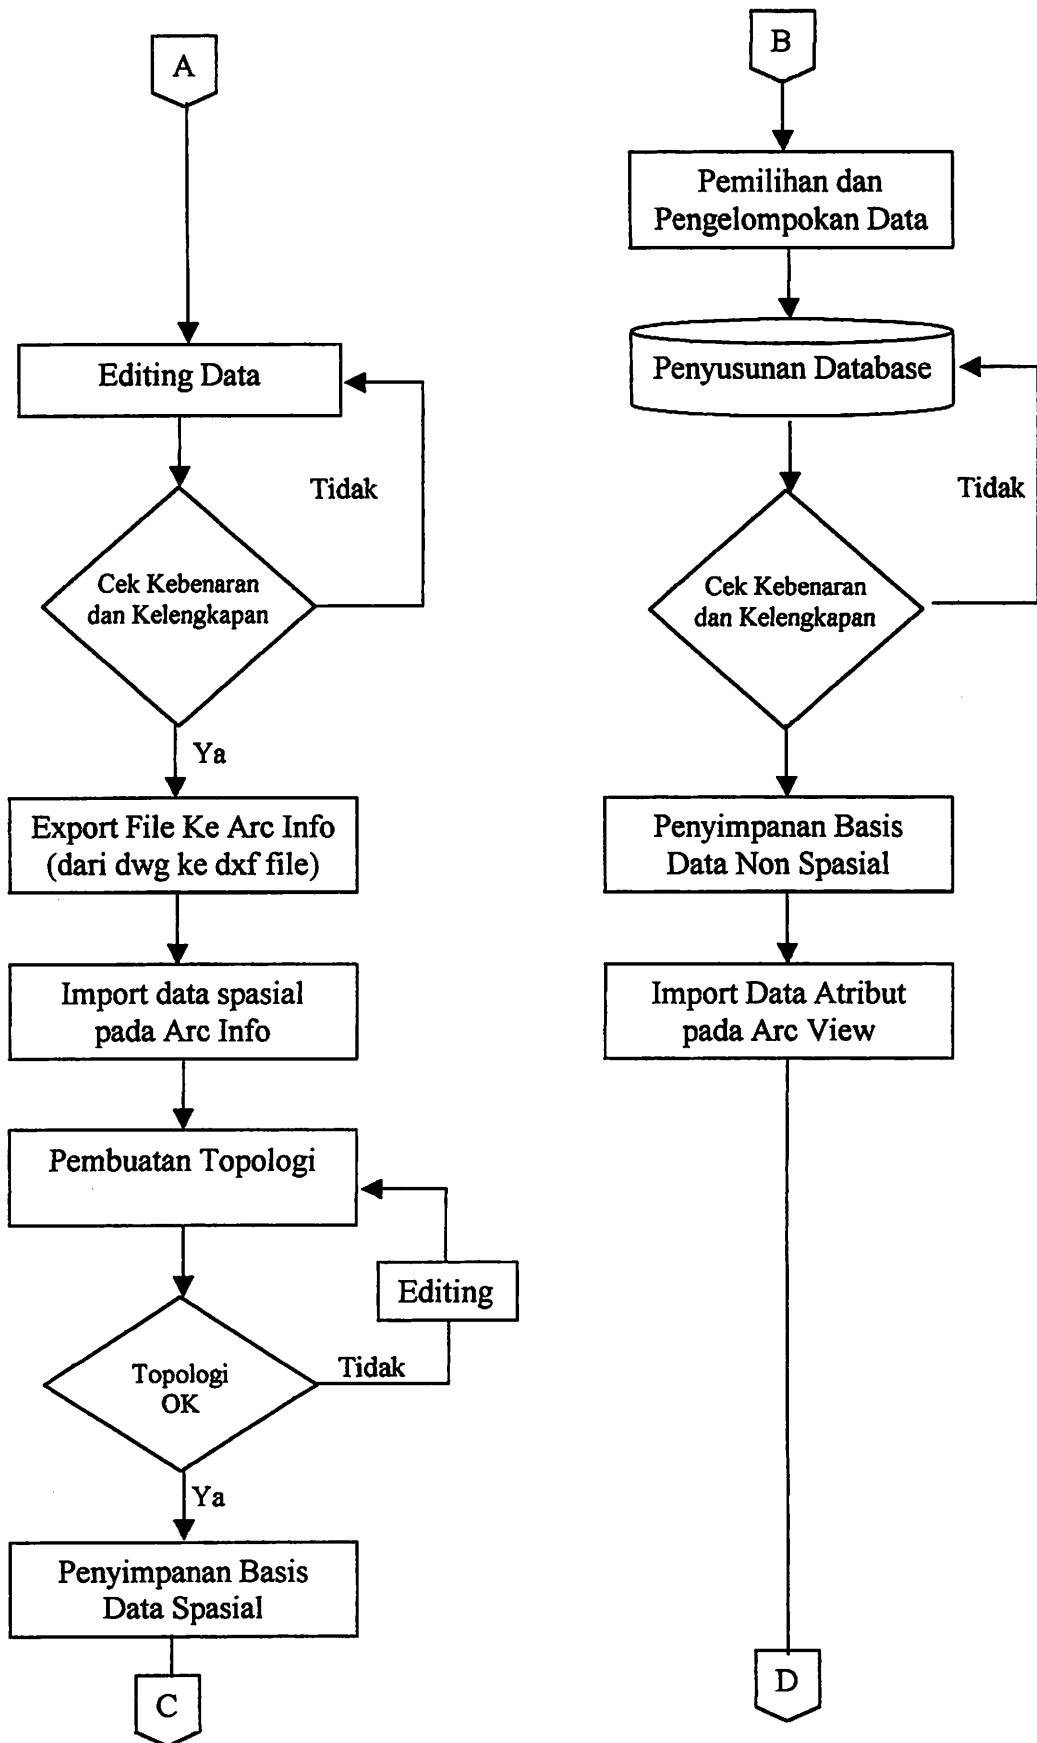 A
Editing Data
Tidak
Cek Kebenaran
dan Kelengkapan
Ya
Export File Ke Arc Info
(dari dwg ke dxf file)
Import data spasial
pada Arc Info
Pembuatan Topologi
Editing
Tidak
Topologi
OK
Ya
Penyimpanan Basis
Data Spasial
C
B
Pemilihan dan
Pengelompokan Data
Penyusunan Database
Tidak
Cek Kebenaran
dan Kelengkapan
Penyimpanan Basis
Data Non Spasial
Import Data Atribut
pada Arc View
D